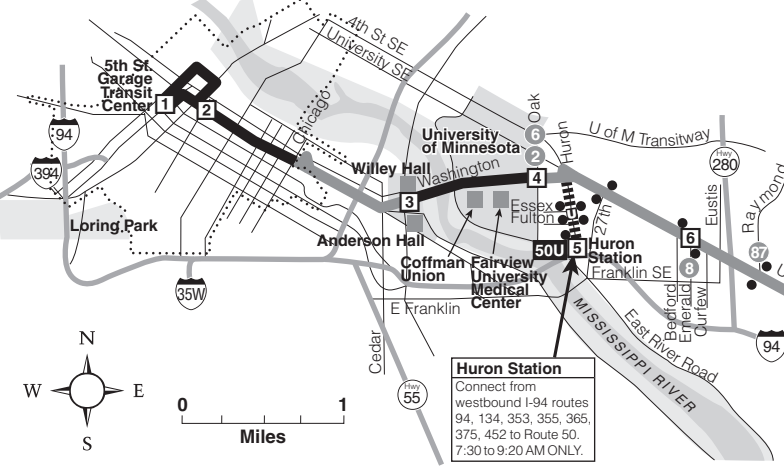 4th St SE
University SE
5th St.
Garage
Transit
Center
1
2
Chicago
94
394
Oak
6
U of M Transitway
University
of Minnesota
2
Huron
Hwy
280
Willey Hall
Washington
4
3
Essex
Fulton
27th
Eustis
Raymond
Loring Park
Anderson Hall
6
87
50U
5
Huron
Station
Coffman
Union
Fairview
University
Medical
Center
Franklin SE
8
U
35W
E Franklin
Bedford
Emerald
Curfew
East River Road
MISSISSIPPI RIVER
94
N
W
E
S
Cedar
Hwy
55
Huron Station
Connect from
westbound I-94 routes
94, 134, 353, 355, 365,
375, 452 to Route 50.
7:30 to 9:20 AM ONLY.
0
1
Miles